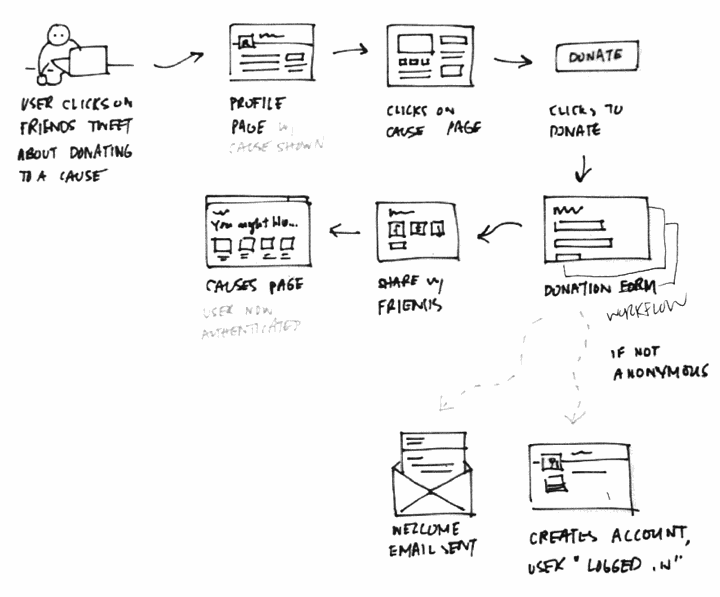 USER CLICKS ON
FRIENDS TWEET
ABOUT DONATING
TO A CAUSE
PROFILE
PAGE w/
CAUSE SHOWN
CLICKS ON
CAUSE PAGE
DONATE
CLICKS TO
DONATE
DONATION FORM
WORKFLOW
SHARE w/
FRIENDS
You might like...
CAUSES PAGE
USER NOW
AUTHENTICATED
IF NOT
ANONYMOUS
WELCOME
EMAIL SENT
CREATES ACCOUNT,
USER "LOGGED IN"